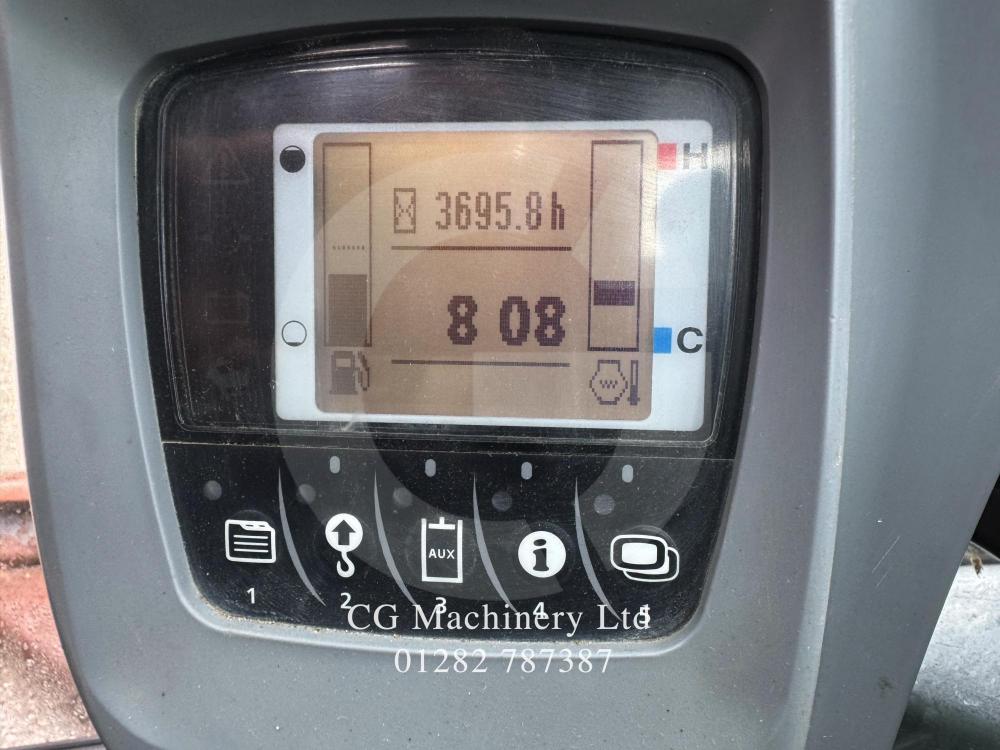 H
3695.8h
8 08
C
AUX
i
1 2 3 4 5
CG Machinery Ltd
01282 787387